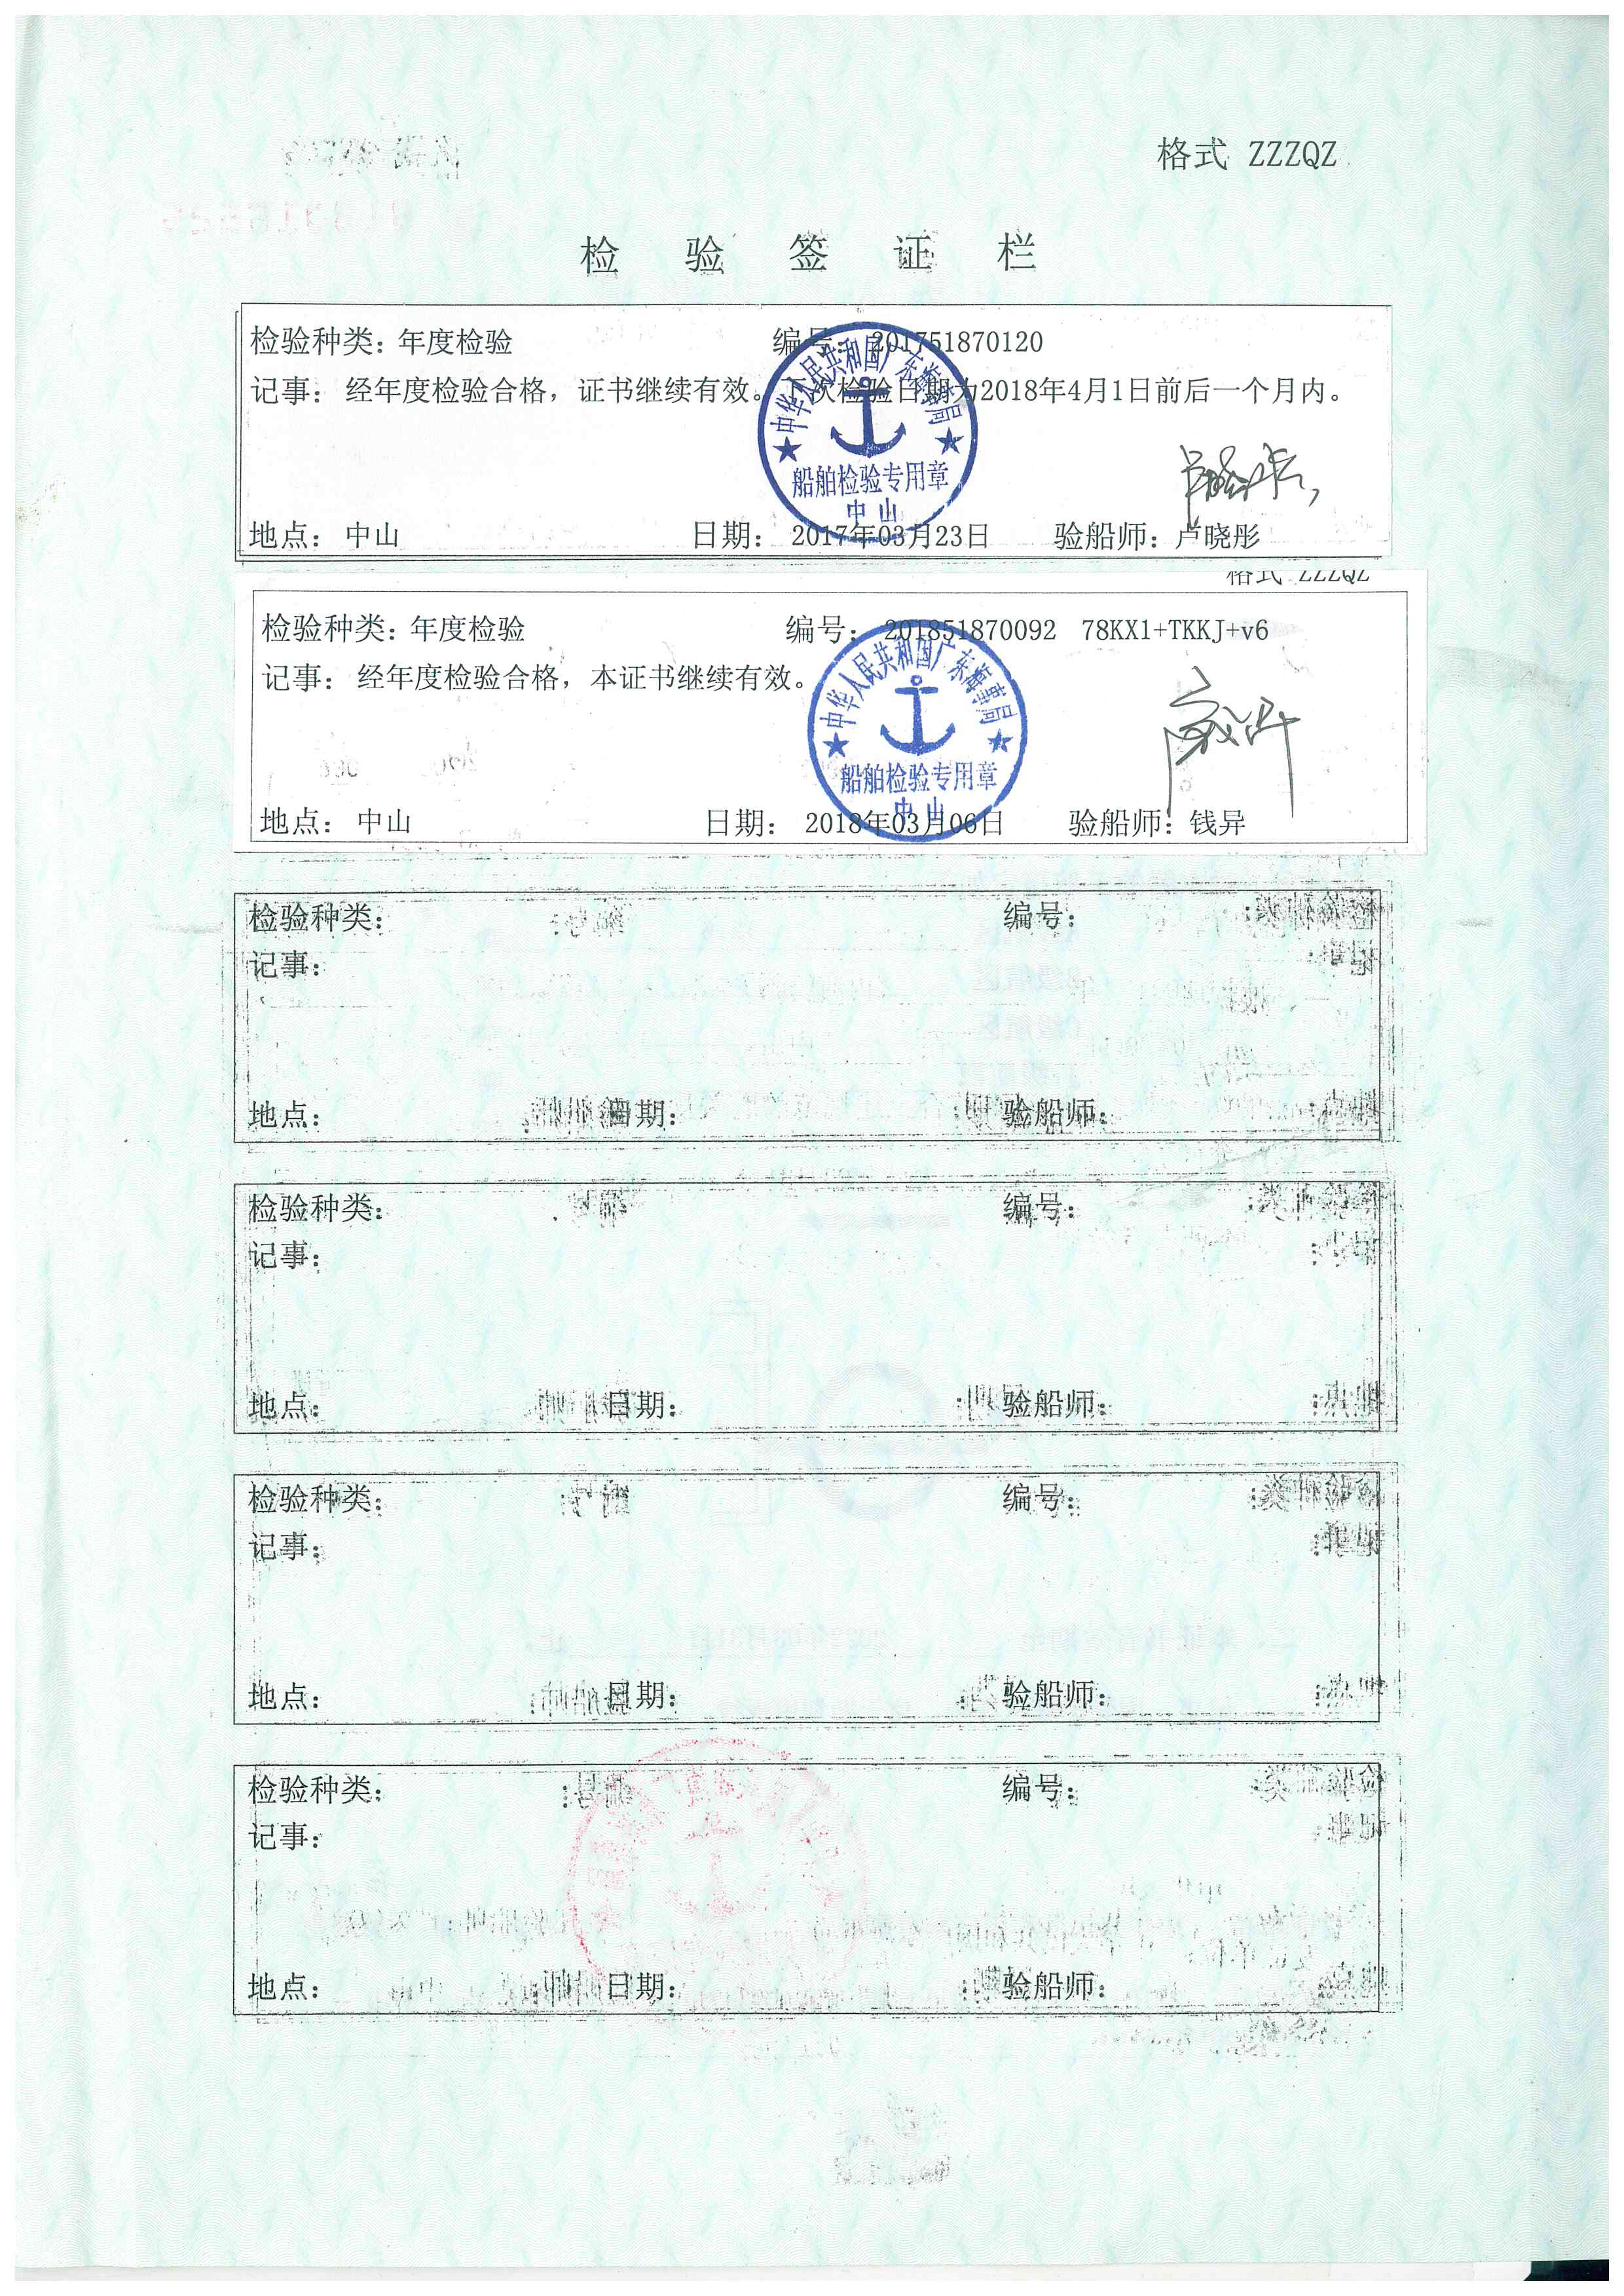 格式 ZZZQZ
检验签证栏
检验种类：年度检验 编号：201751870120
记事：经年度检验合格，证书继续有效。下次检验日期为2018年4月1日前后一个月内。
中华人民共和国广东海事局
船舶检验专用章
中山
地点：中山 日期：2017年03月23日 验船师：卢晓彤
格式 ZZZQZ
检验种类：年度检验 编号：201851870092 78KX1+TKKJ+v6
记事：经年度检验合格，本证书继续有效。
中华人民共和国广东海事局
船舶检验专用章
中山
地点：中山 日期：2018年03月06日 验船师：钱异
检验种类： 编号：
记事：
地点： 日期： 验船师：
检验种类： 编号：
记事：
地点： 日期： 验船师：
检验种类： 编号：
记事：
地点： 日期： 验船师：
检验种类： 编号：
记事：
地点： 日期： 验船师：